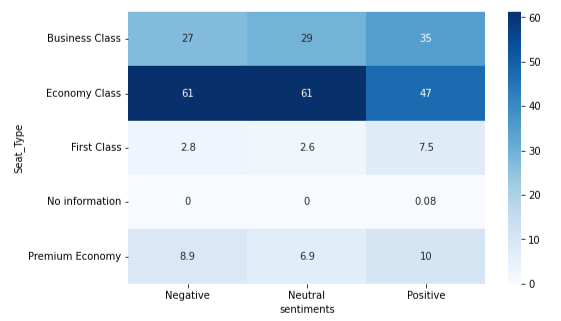 Business Class 27 29 35 60
50
Economy Class 61 61 47
40
First Class 2.8 2.6 7.5
30
Seat_Type
20
No information 0 0 0.08
10
Premium Economy 8.9 6.9 10
0
Negative Neutral Positive
sentiments